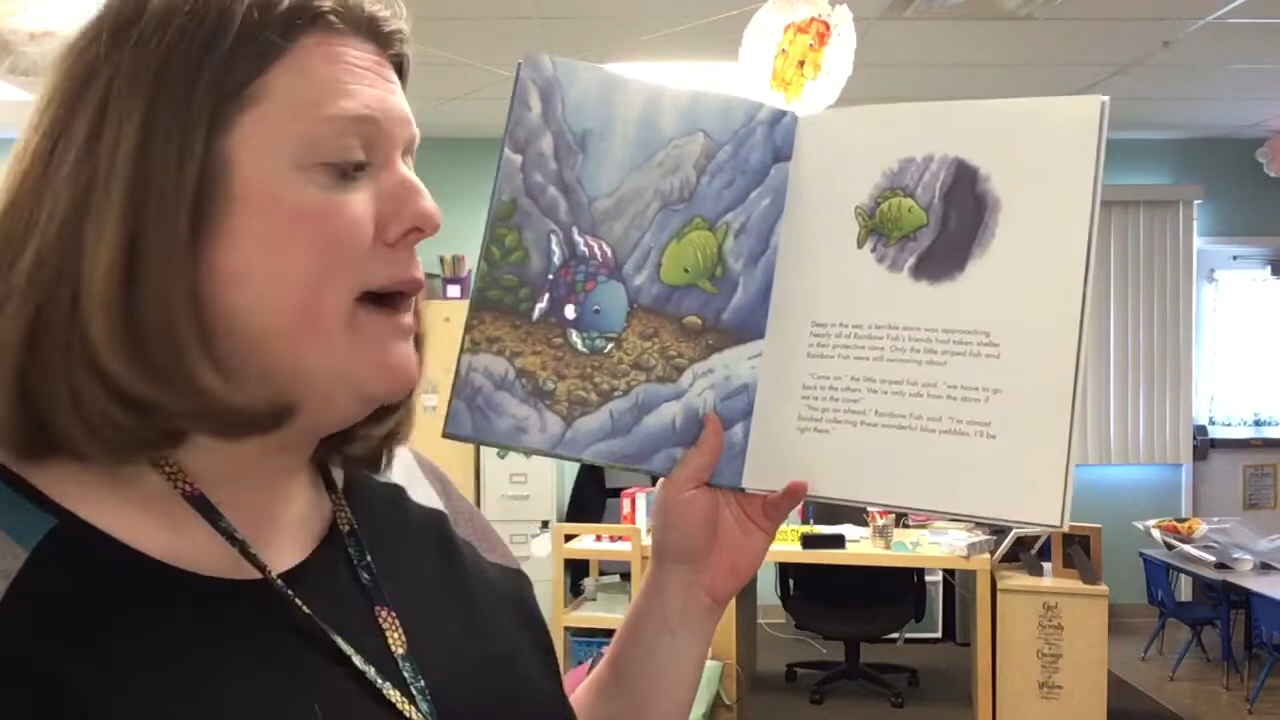 Deep in the sea, a terrible storm was approaching.
Nearly all of Rainbow Fish's friends had taken shelter
in their protective cave. Only the little striped fish and
Rainbow Fish were still swimming about.
"Come on," the little striped fish said, "we have to go
back to the others. We're only safe from the storm if
we're in the cave!"
"You go on ahead," Rainbow Fish said. "I'm almost
finished collecting these wonderful blue pebbles. I'll be
right there."
God
Serenity
Courage
Wisdom